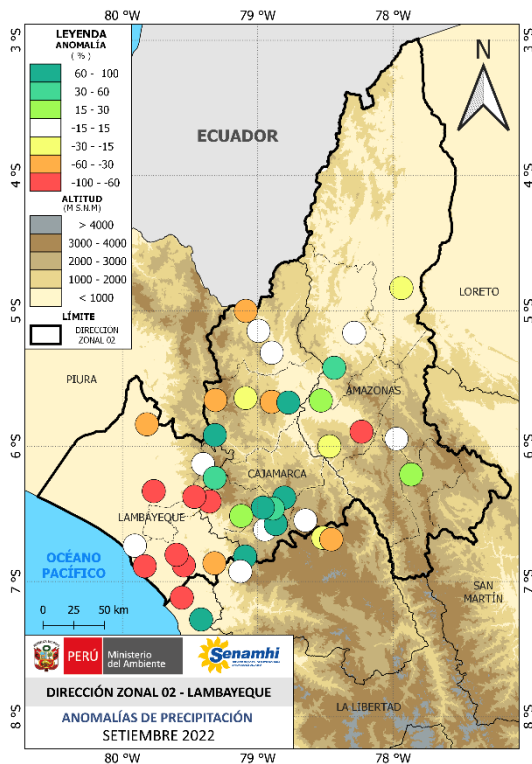 80 °W 79 °W 78 °W
3 °S
4 °S
5 °S
6 °S
7 °S
8 °S
LEYENDA
ANOMALÍA
( % )
60 - 100
30 - 60
15 - 30
-15 - 15
-30 - -15
-60 - -30
-100 - -60
ALTITUD
(M S.N.M)
> 4000
3000 - 4000
2000 - 3000
1000 - 2000
< 1000
LÍMITE
DIRECCIÓN
ZONAL 02
N
ECUADOR
LORETO
PIURA
AMAZONAS
CAJAMARCA
LAMBAYEQUE
OCÉANO
PACÍFICO
SAN
MARTÍN
LA LIBERTAD
0 25 50 km
PERÚ
Ministerio
del Ambiente
Senamhi
DIRECCIÓN ZONAL 02 - LAMBAYEQUE
ANOMALÍAS DE PRECIPITACIÓN
SETIEMBRE 2022
80 °W 79 °W 78 °W
3 °S
4 °S
5 °S
6 °S
7 °S
8 °S